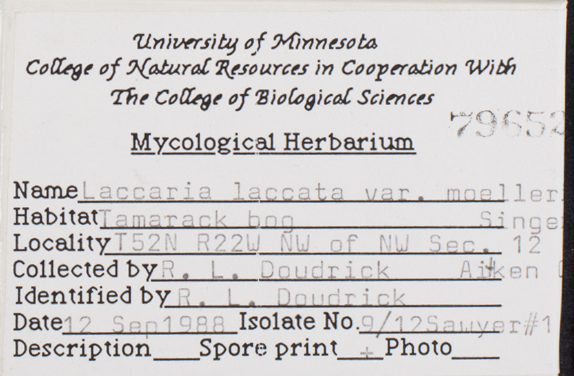 University of Minnesota
College of Natural Resources in Cooperation With
The College of Biological Sciences
79652
Mycological Herbarium
Name Laccaria laccata var. moeller
Habitat Tamarack bog Singe
Locality T52N R22W NW of NW Sec. 12
Collected by R. L. Doudrick Aitken
Identified by R. L. Doudrick
Date 12 Sep1988 Isolate No. 9/12Sawyer#1
Description Spore print + Photo